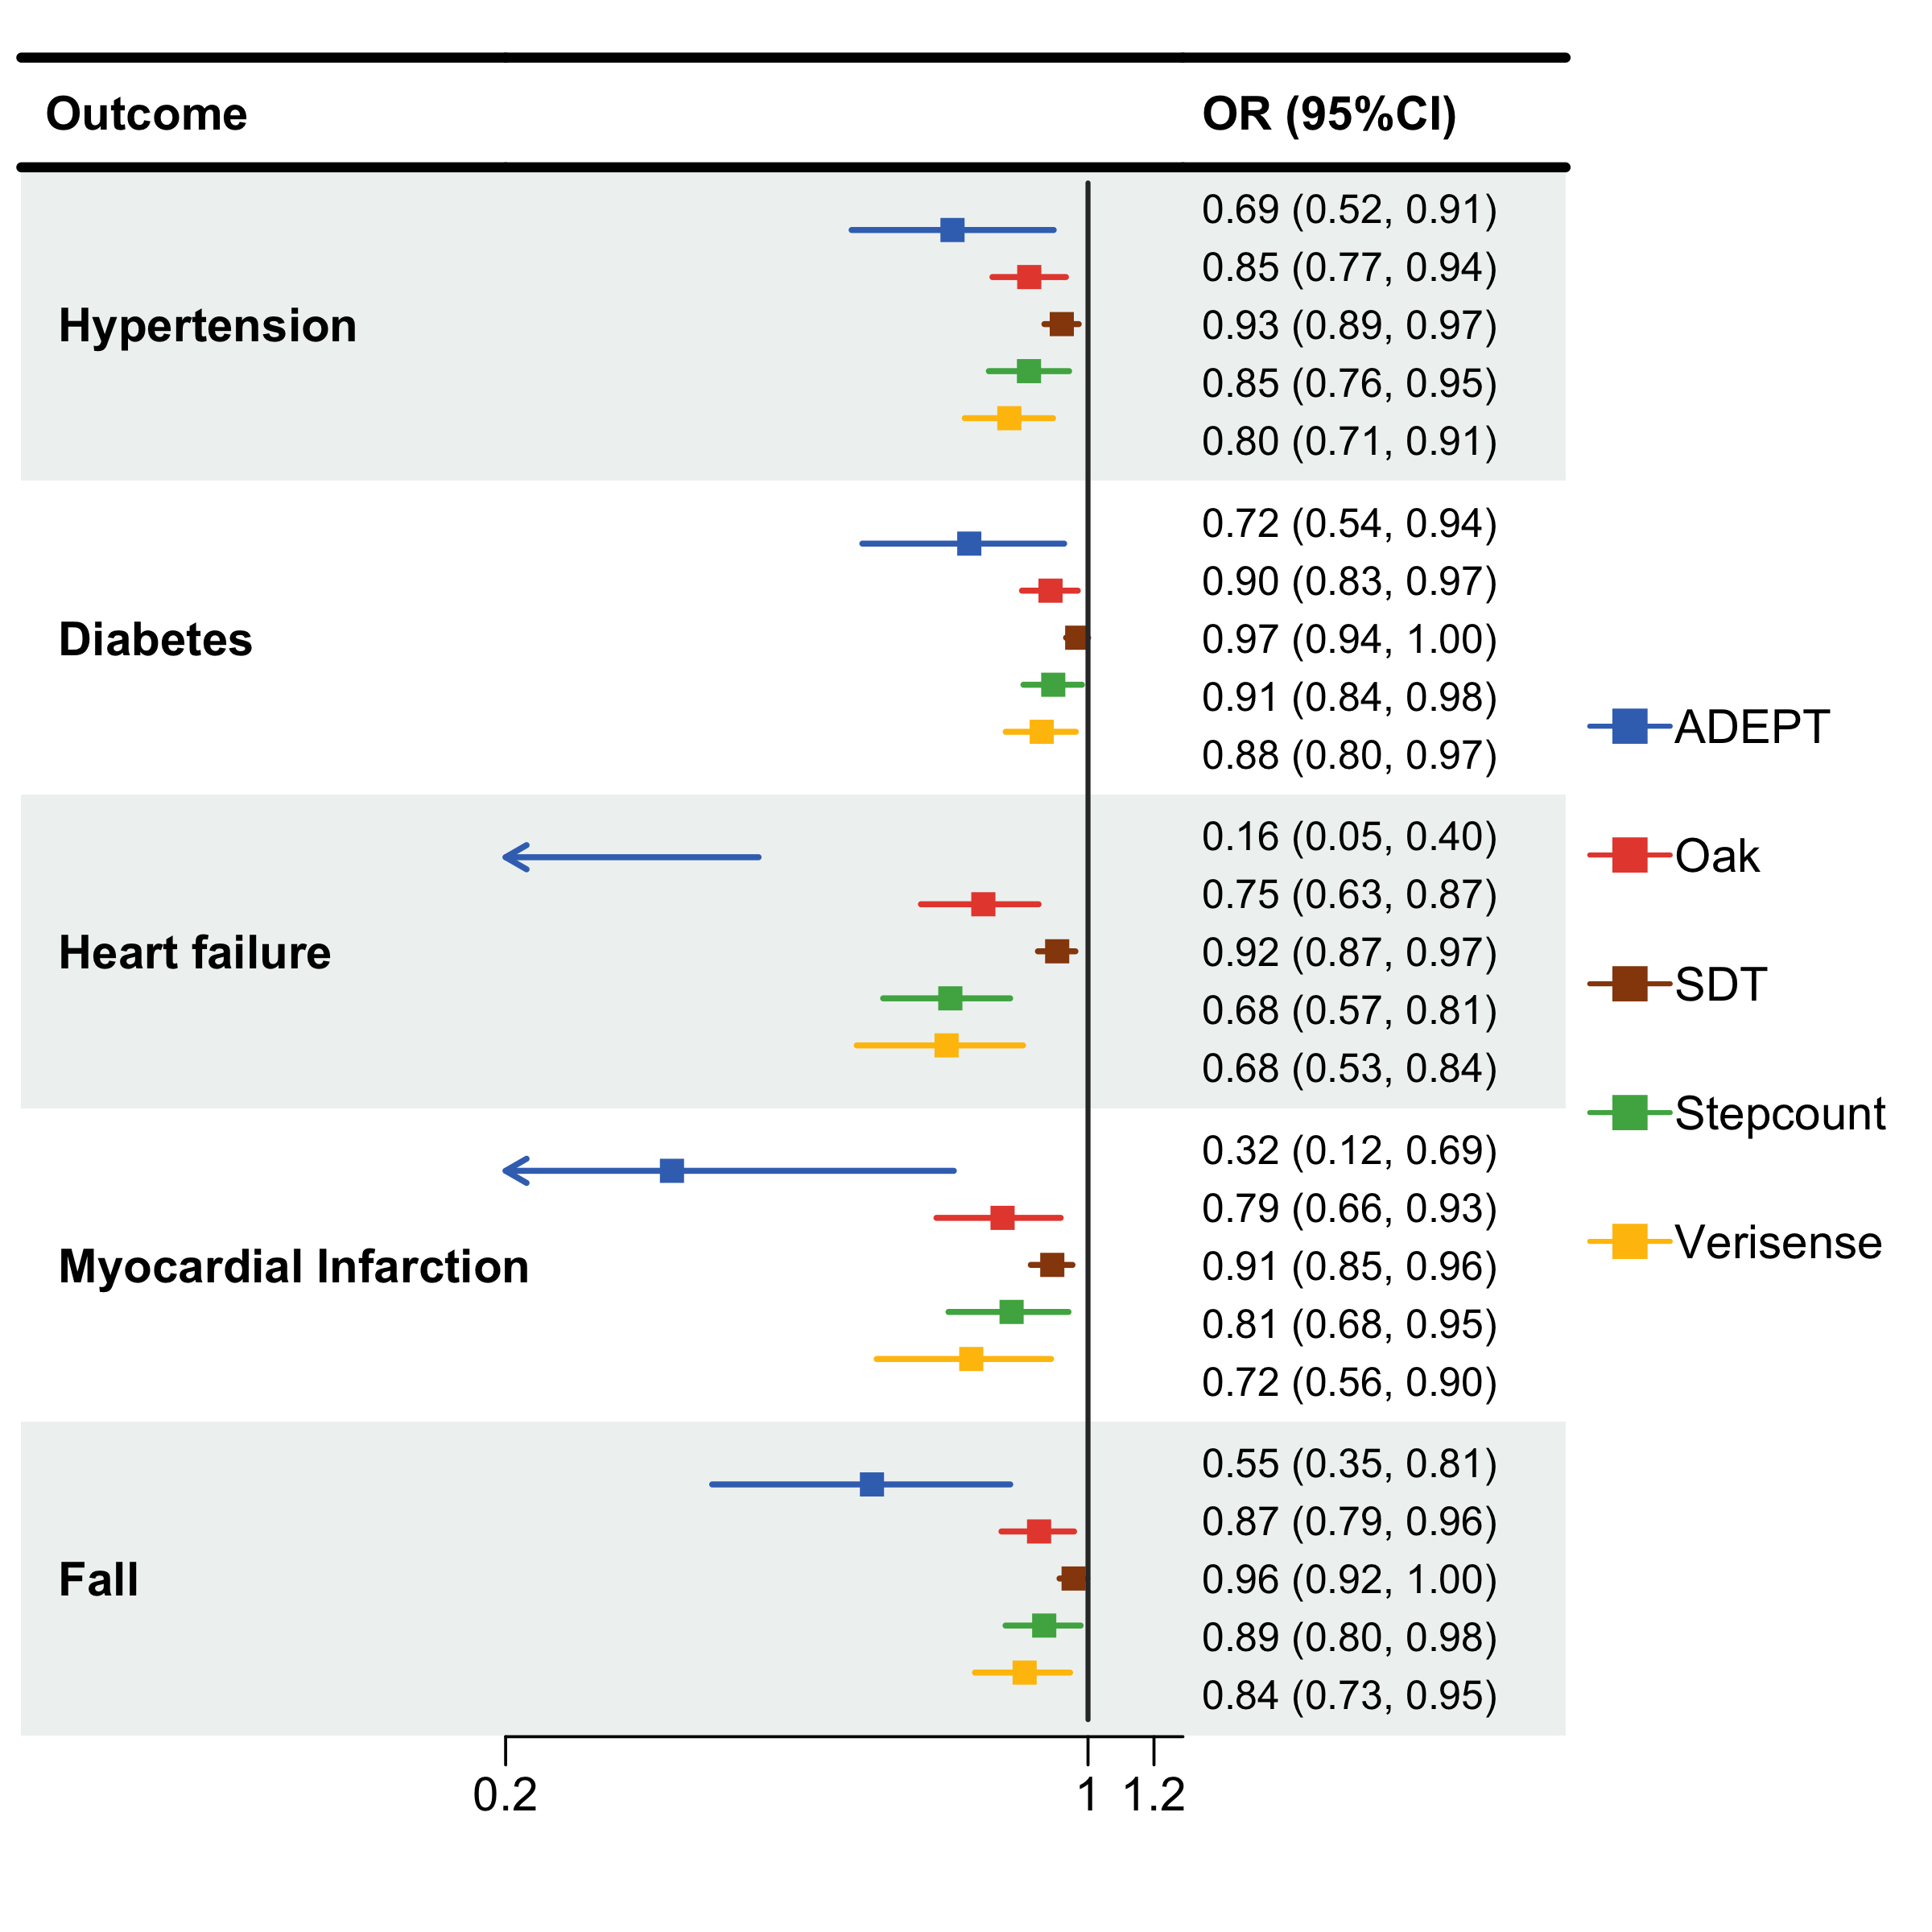 Outcome OR (95%CI)
Hypertension
0.69 (0.52, 0.91)
0.85 (0.77, 0.94)
0.93 (0.89, 0.97)
0.85 (0.76, 0.95)
0.80 (0.71, 0.91)
Diabetes
0.72 (0.54, 0.94)
0.90 (0.83, 0.97)
0.97 (0.94, 1.00)
0.91 (0.84, 0.98)
0.88 (0.80, 0.97)
Heart failure
0.16 (0.05, 0.40)
0.75 (0.63, 0.87)
0.92 (0.87, 0.97)
0.68 (0.57, 0.81)
0.68 (0.53, 0.84)
Myocardial Infarction
0.32 (0.12, 0.69)
0.79 (0.66, 0.93)
0.91 (0.85, 0.96)
0.81 (0.68, 0.95)
0.72 (0.56, 0.90)
Fall
0.55 (0.35, 0.81)
0.87 (0.79, 0.96)
0.96 (0.92, 1.00)
0.89 (0.80, 0.98)
0.84 (0.73, 0.95)
0.2 1 1.2
ADEPT
Oak
SDT
Stepcount
Verisense